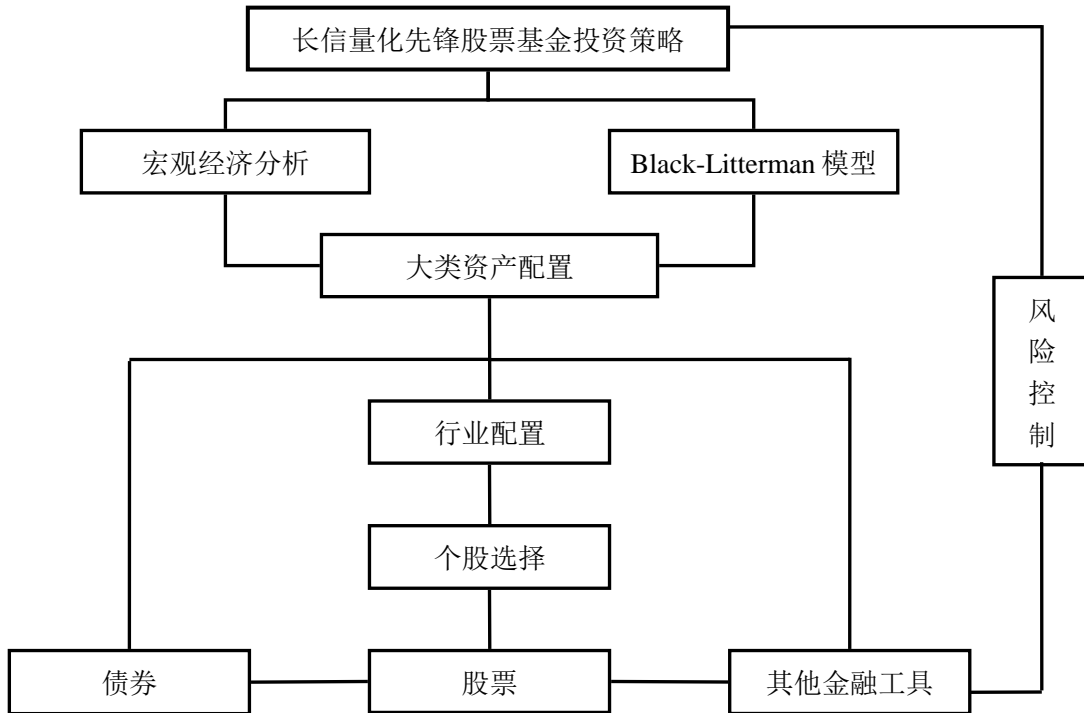 长信量化先锋股票基金投资策略
宏观经济分析
Black-Litterman 模型
大类资产配置
风
险
控
制
行业配置
个股选择
债券
股票
其他金融工具